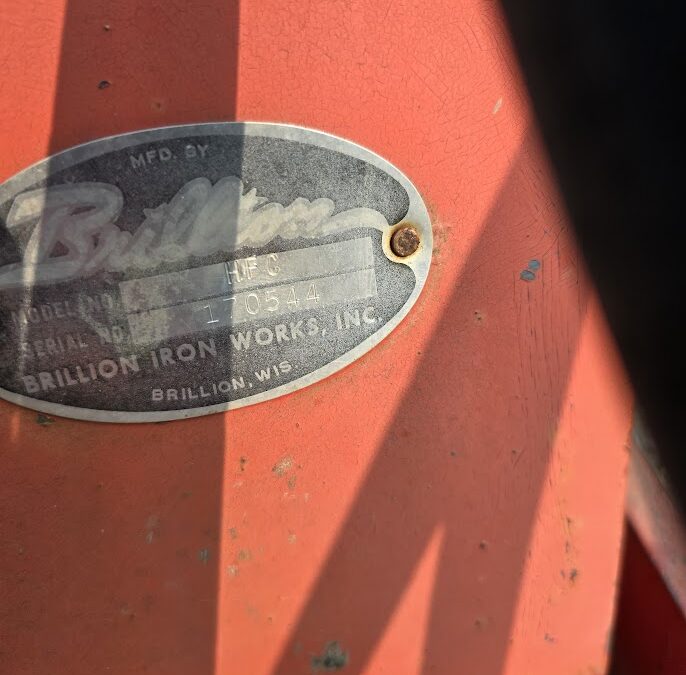 MFD. BY
Brillion
MODEL NO. HFC
SERIAL NO. 170544
BRILLION IRON WORKS, INC.
BRILLION, WIS.